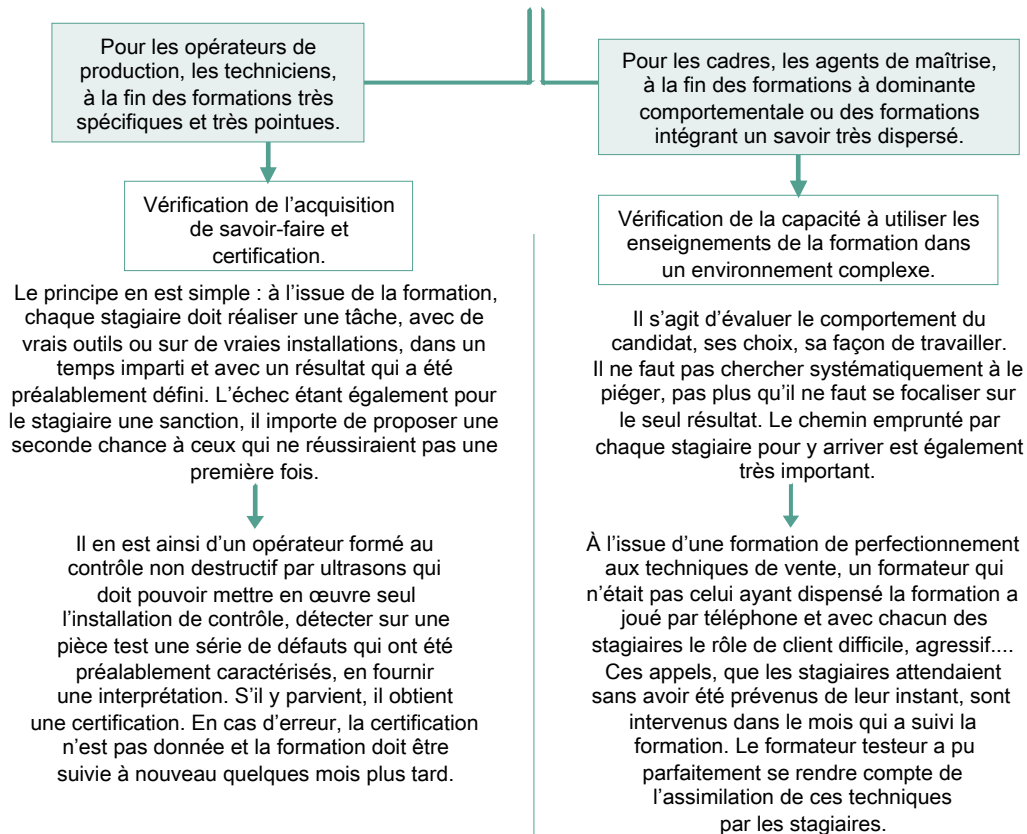 Pour les opérateurs de
production, les techniciens,
à la fin des formations très
spécifiques et très pointues.
Vérification de l’acquisition
de savoir-faire et
certification.
Le principe en est simple : à l’issue de la formation,
chaque stagiaire doit réaliser une tâche, avec de
vrais outils ou sur de vraies installations, dans un
temps imparti et avec un résultat qui a été
préalablement défini. L’échec étant également pour
le stagiaire une sanction, il importe de proposer une
seconde chance à ceux qui ne réussiraient pas une
première fois.
Il en est ainsi d’un opérateur formé au
contrôle non destructif par ultrasons qui
doit pouvoir mettre en œuvre seul
l’installation de contrôle, détecter sur une
pièce test une série de défauts qui ont été
préalablement caractérisés, en fournir
une interprétation. S’il y parvient, il obtient
une certification. En cas d’erreur, la certification
n’est pas donnée et la formation doit être
suivie à nouveau quelques mois plus tard.
Pour les cadres, les agents de maîtrise,
à la fin des formations à dominante
comportementale ou des formations
intégrant un savoir très dispersé.
Vérification de la capacité à utiliser les
enseignements de la formation dans
un environnement complexe.
Il s’agit d’évaluer le comportement du
candidat, ses choix, sa façon de travailler.
Il ne faut pas chercher systématiquement à le
piéger, pas plus qu’il ne faut se focaliser sur
le seul résultat. Le chemin emprunté par
chaque stagiaire pour y arriver est également
très important.
À l’issue d’une formation de perfectionnement
aux techniques de vente, un formateur qui
n’était pas celui ayant dispensé la formation a
joué par téléphone et avec chacun des
stagiaires le rôle de client difficile, agressif....
Ces appels, que les stagiaires attendaient
sans avoir été prévenus de leur instant, sont
intervenus dans le mois qui a suivi la
formation. Le formateur testeur a pu
parfaitement se rendre compte de
l’assimilation de ces techniques
par les stagiaires.